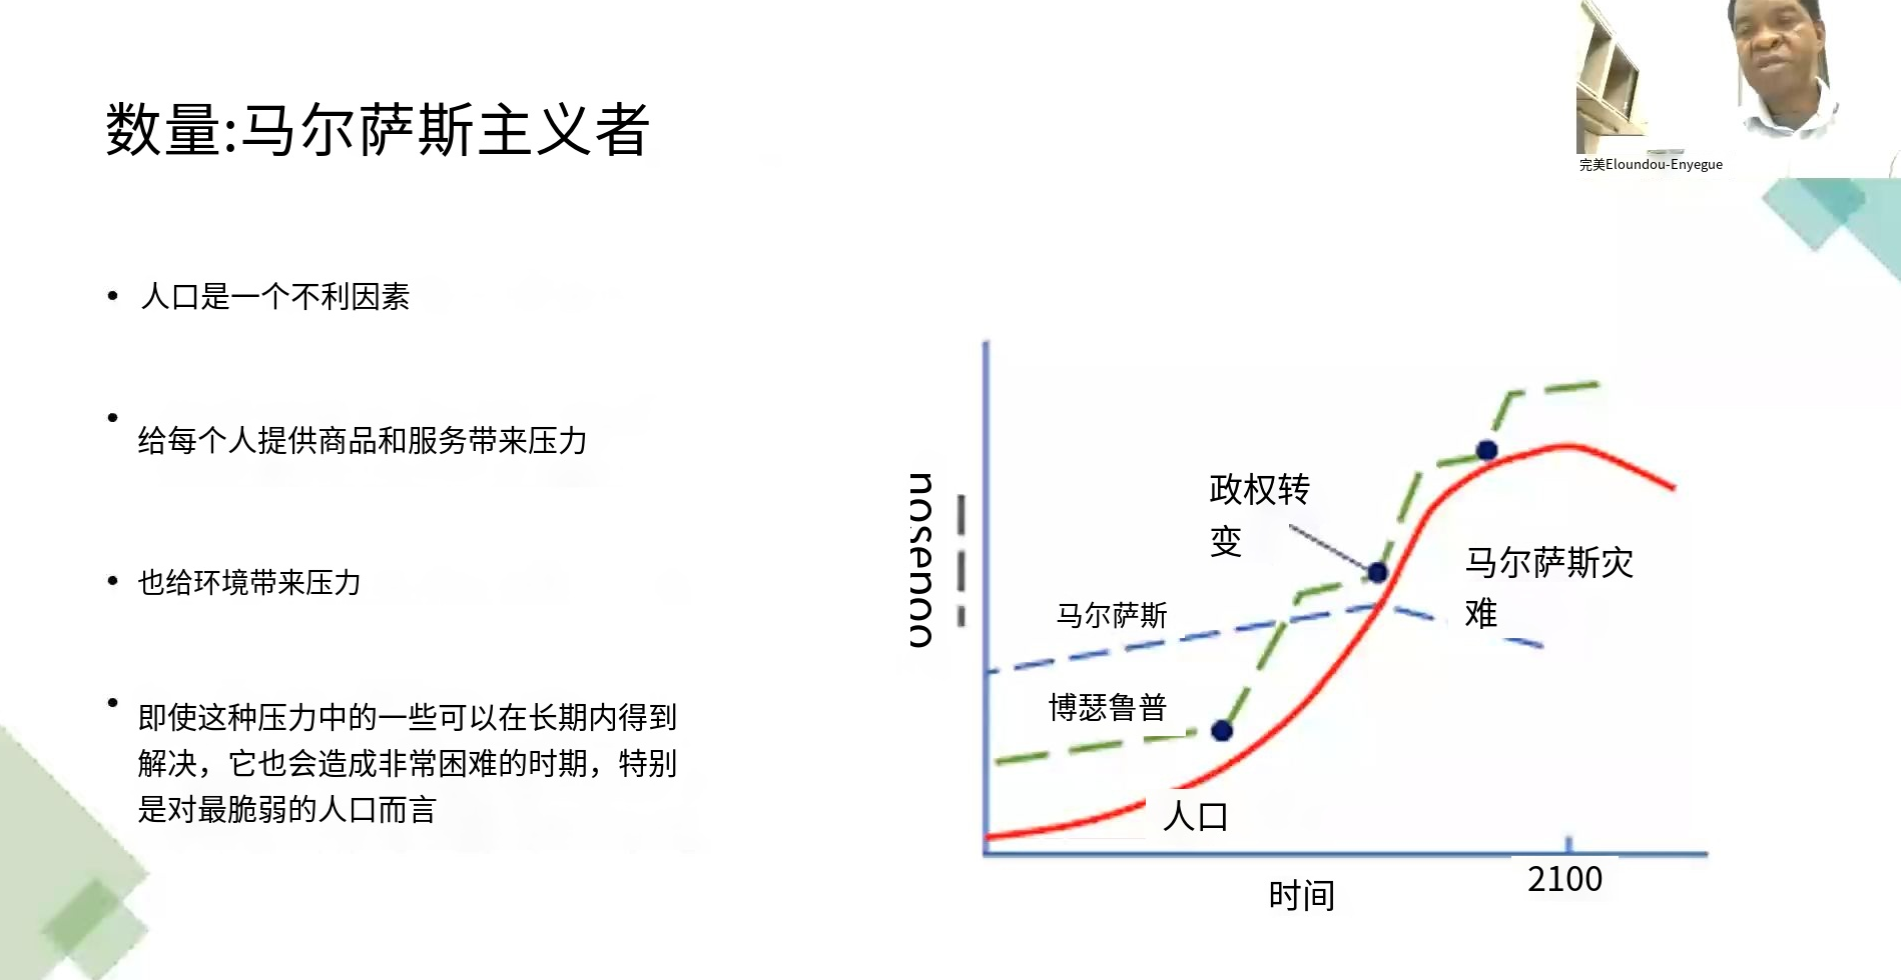 数量:马尔萨斯主义者
完美Eloundou-Enyegue
• 人口是一个不利因素
• 给每个人提供商品和服务带来压力
• 也给环境带来压力
• 即使这种压力中的一些可以在长期内得到
解决，它也会造成非常困难的时期，特别
是对最脆弱的人口而言
政权转
变
马尔萨斯灾
难
马尔萨斯
博瑟鲁普
人口
时间
2100